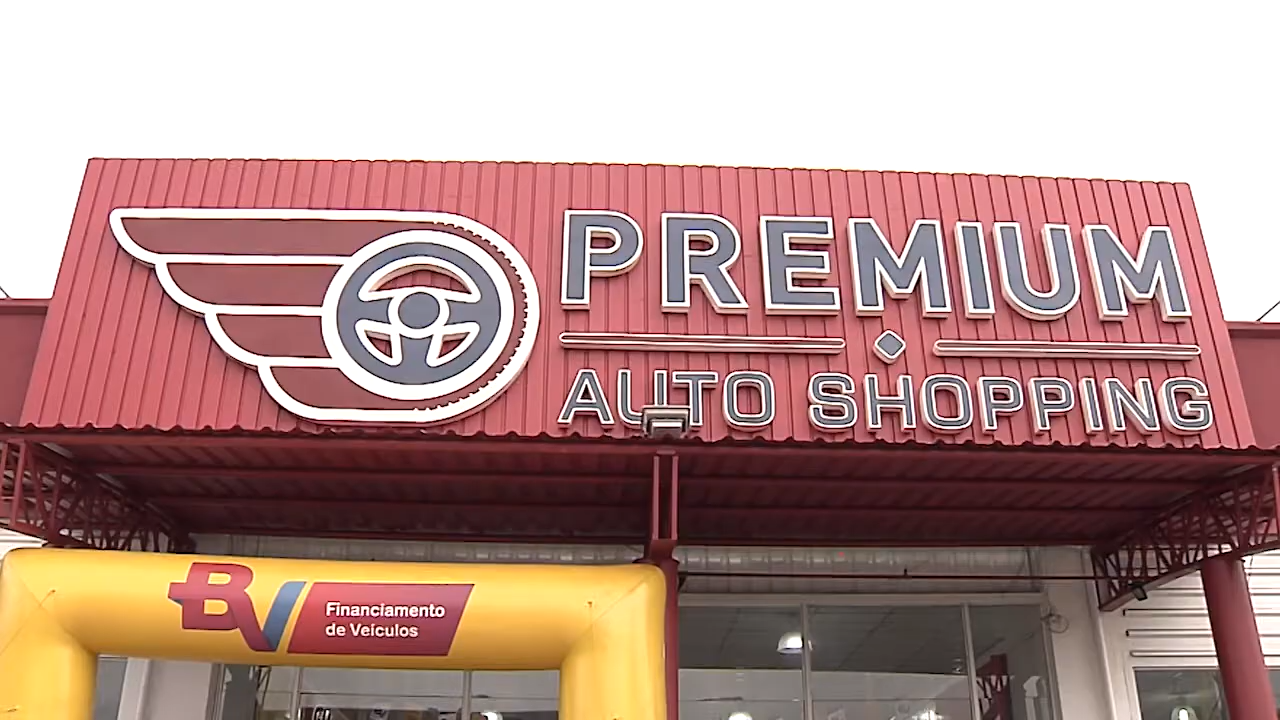 PREMIUM
AUTO SHOPPING
BV
Financiamento
de Veículos